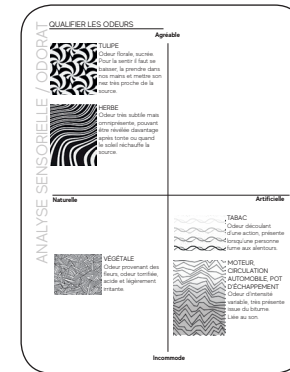 ANALYSE SENSORIELLE / ODORAT
QUALIFIER LES ODEURS
Agréable
TULIPE
Odeur florale, sucrée.
Pour la sentir il faut se
baisser, la prendre dans
nos mains et mettre son
nez très proche de la
source.
HERBE
Odeur très subtile mais
omniprésente, pouvant
être révélée davantage
après tonte ou quand
le soleil réchauffe la
source.
Naturelle
Artificielle
TABAC
Odeur découlant
d'une action, présente
lorsqu'une personne
fume aux alentours.
VÉGÉTALE
Odeur provenant des
fleurs, odeur tomfiée,
acide et légèrement
irritante.
MOTEUR,
CIRCULATION
AUTOMOBILE, POT
D'ÉCHAPPEMENT
Odeur d'intensité
variable, très présente
issue du bitume.
Liée au son.
Incommode